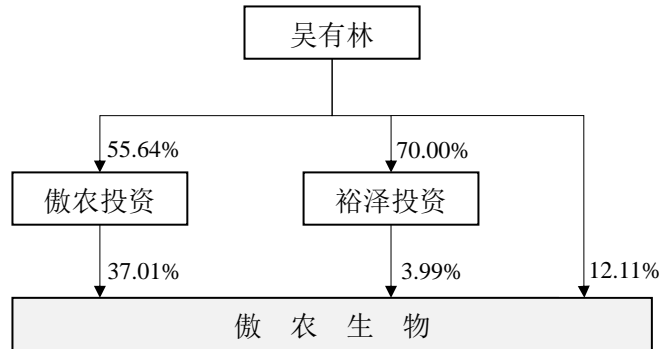 吴有林
55.64%
70.00%
傲农投资
裕泽投资
37.01%
3.99%
12.11%
傲 农 生 物